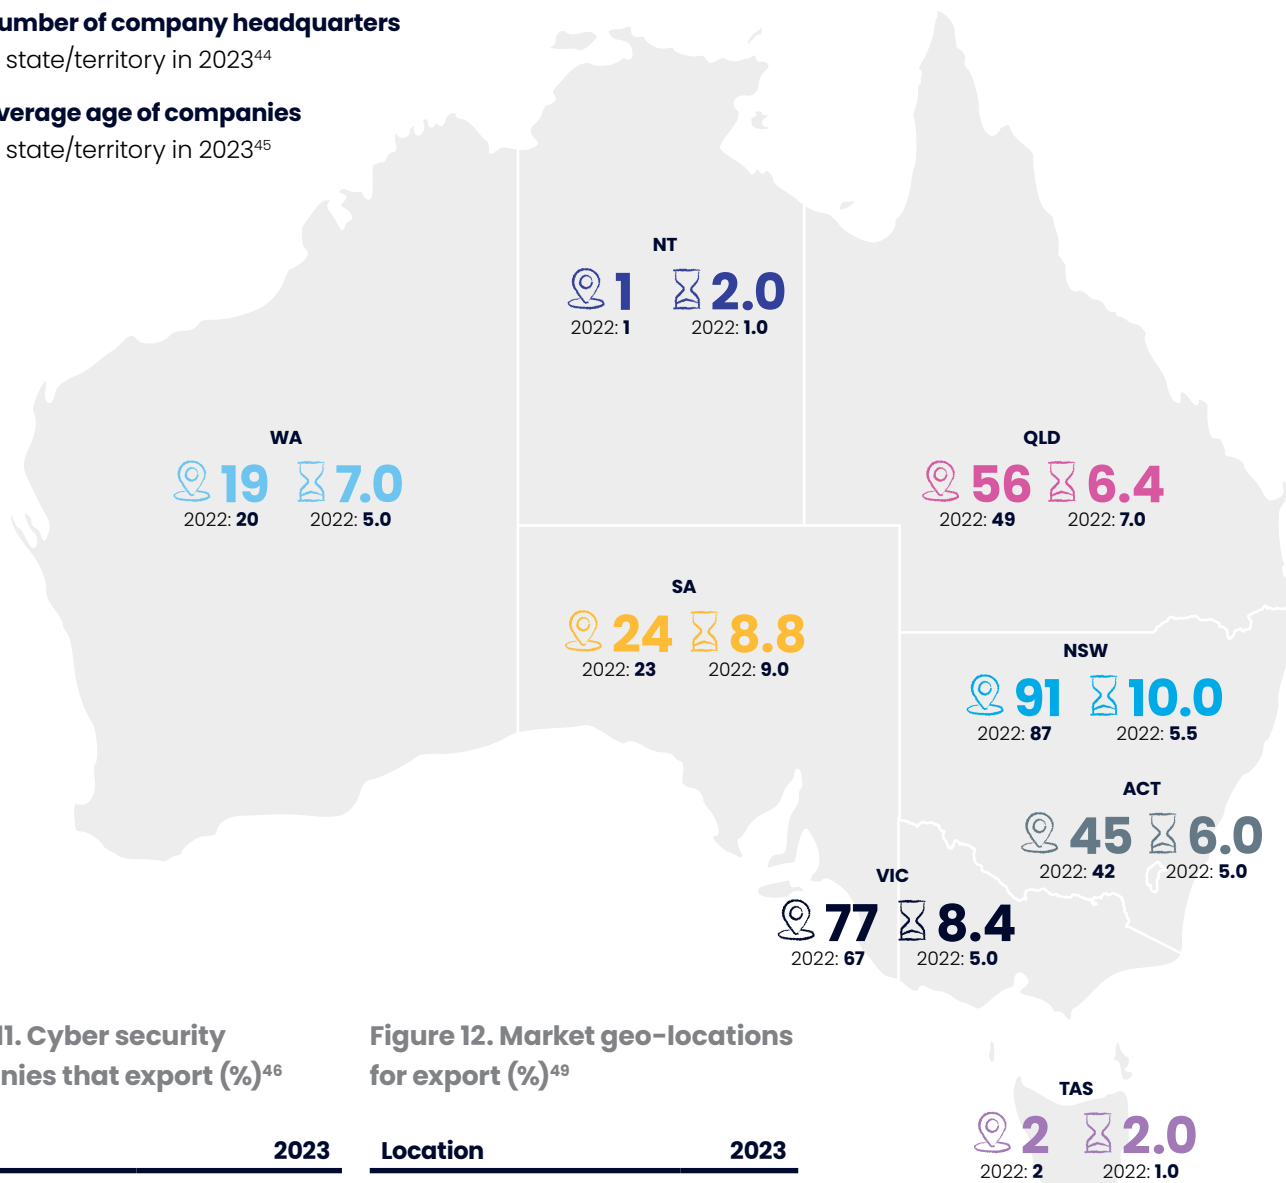 umber of company headquarters
state/territory in 2023⁴⁴
verage age of companies
state/territory in 2023⁴⁵
NT
1 2.0
2022: 1 2022: 1.0
WA
19 7.0
2022: 20 2022: 5.0
QLD
56 6.4
2022: 49 2022: 7.0
SA
24 8.8
2022: 23 2022: 9.0
NSW
91 10.0
2022: 87 2022: 5.5
ACT
45 6.0
2022: 42 2022: 5.0
VIC
77 8.4
2022: 67 2022: 5.0
11. Cyber security
nies that export (%)⁴⁶
2023
Figure 12. Market geo-locations
for export (%)⁴⁹
Location 2023
TAS
2 2.0
2022: 2 2022: 1.0